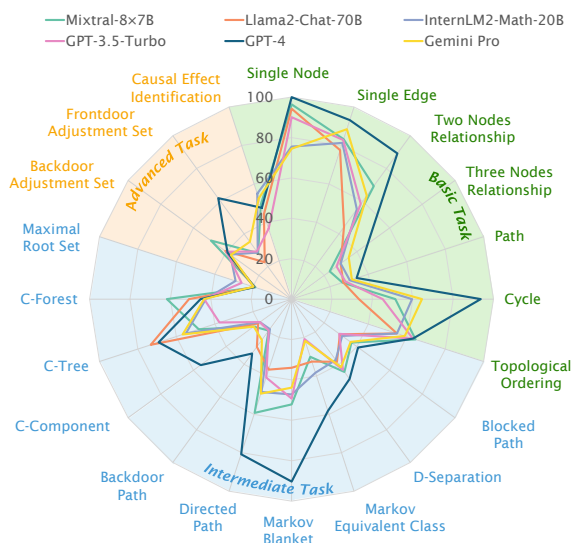 Mixtral-8×7B
Llama2-Chat-70B
InternLM2-Math-20B
GPT-3.5-Turbo
GPT-4
Gemini Pro
Causal Effect
Identification
Single Node
Single Edge
Two Nodes
Relationship
Three Nodes
Relationship
Path
Cycle
Topological
Ordering
Blocked
Path
D-Separation
Markov
Equivalent Class
Markov
Blanket
Directed
Path
Backdoor
Path
C-Component
C-Tree
C-Forest
Maximal
Root Set
Backdoor
Adjustment Set
Frontdoor
Adjustment Set
Advanced Task
Basic Task
Intermediate Task
100
80
60
40
20
0